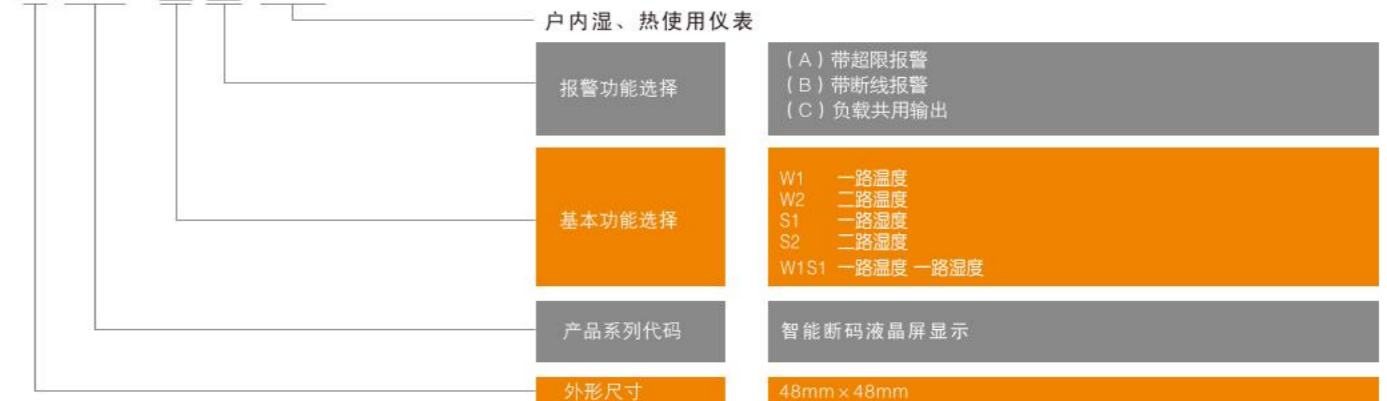 户内湿、热使用仪表
报警功能选择
(A)带超限报警
(B)带断线报警
(C)负载共用输出
基本功能选择
W1 一路温度
W2 二路温度
S1 一路湿度
S2 二路湿度
W1S1 一路温度 一路湿度
产品系列代码
智能断码液晶屏显示
外形尺寸
48mm×48mm